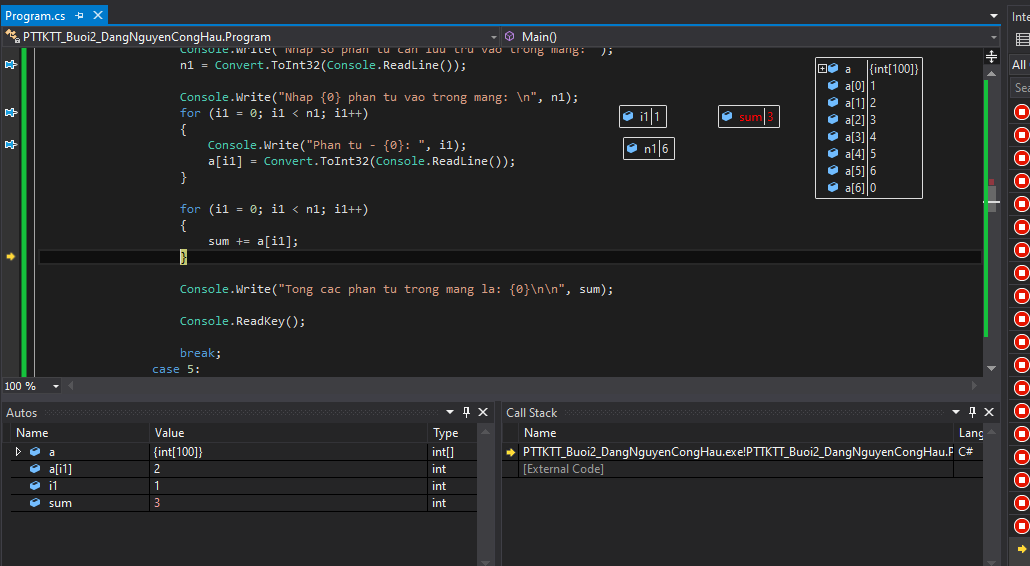 Program.cs
Inte
PTTKTT_Buoi2_DangNguyenCongHau.Program
Main()
Console.Write("Nhap so phan tu can luu tru vao trong mang: ");
n1 = Convert.ToInt32(Console.ReadLine());
Console.Write("Nhap {0} phan tu vao trong mang: \n", n1);
for (i1 = 0; i1 < n1; i1++)
{
Console.Write("Phan tu - {0}: ", i1);
a[i1] = Convert.ToInt32(Console.ReadLine());
}
for (i1 = 0; i1 < n1; i1++)
{
sum += a[i1];
}
Console.Write("Tong cac phan tu trong mang la: {0}\n\n", sum);
Console.ReadKey();
break;
case 5:
i1 1
n1 6
sum 3
a {int[100]}
a[0] 1
a[1] 2
a[2] 3
a[3] 4
a[4] 5
a[5] 6
a[6] 0
All
Sea
100 %
Autos
Name Value Type
a {int[100]} int[]
a[i1] 2 int
i1 1 int
sum 3 int
Call Stack
Name Lang
PTTKTT_Buoi2_DangNguyenCongHau.exe!PTTKTT_Buoi2_DangNguyenCongHau.P C#
[External Code]